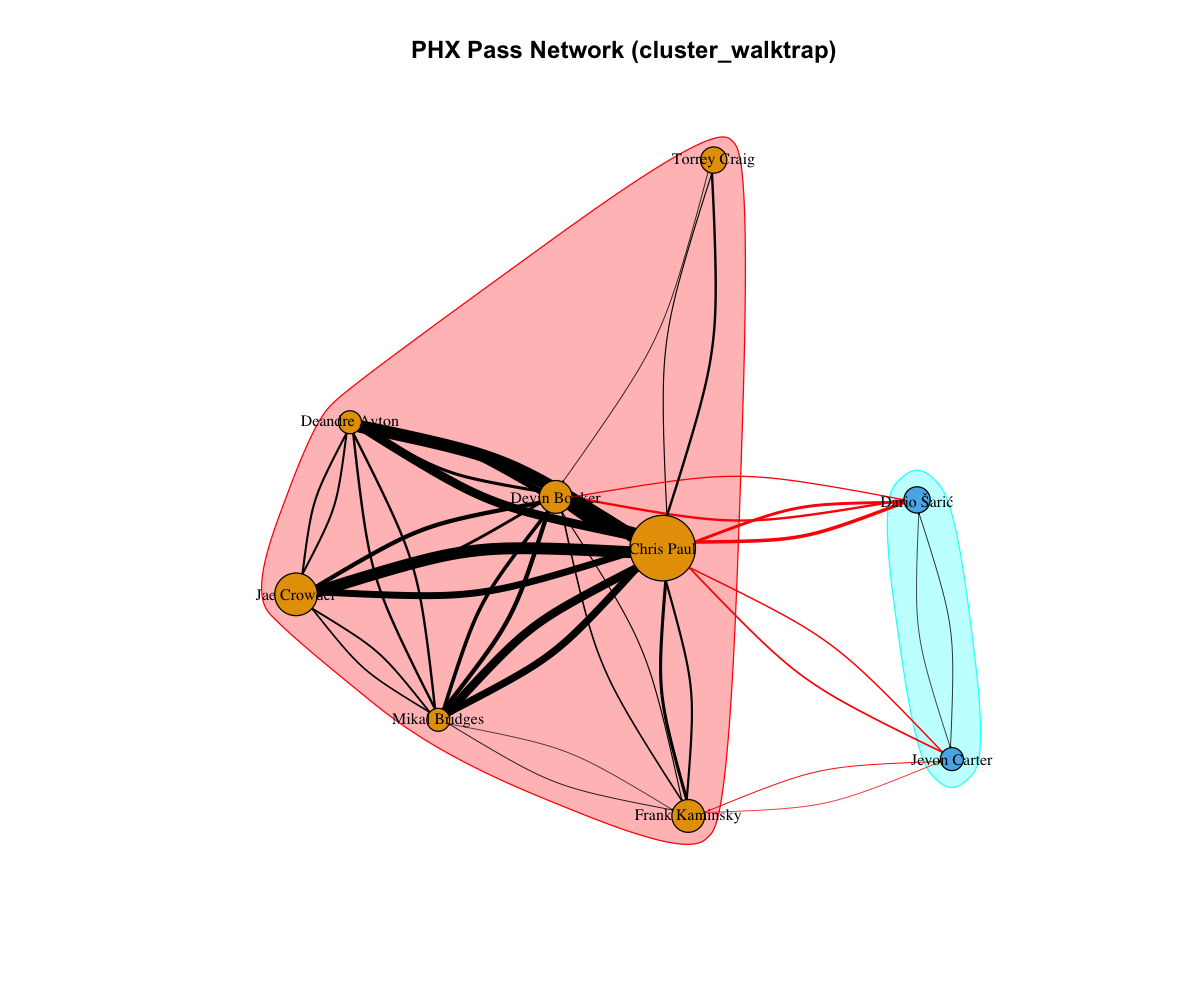 PHX Pass Network (cluster_walktrap)
Torrey Craig
Deandre Ayton
Devin Booker
Dario Šarić
Chris Paul
Jae Crowder
Mikal Bridges
Jevon Carter
Frank Kaminsky